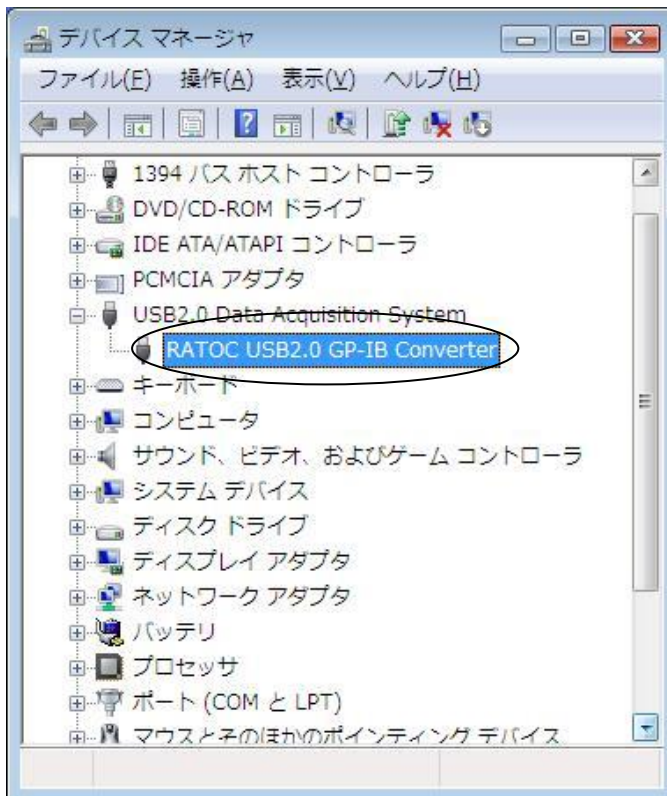 デバイス マネージャ
ファイル(F) 操作(A) 表示(V) ヘルプ(H)
1394 バス ホスト コントローラ
DVD/CD-ROM ドライブ
IDE ATA/ATAPI コントローラ
PCMCIA アダプタ
USB2.0 Data Acquisition System
RATOC USB2.0 GP-IB Converter
キーボード
コンピュータ
サウンド、ビデオ、およびゲーム コントローラ
システム デバイス
ディスク ドライブ
ディスプレイ アダプタ
ネットワーク アダプタ
バッテリ
プロセッサ
ポート (COM と LPT)
マウスとそのほかのポインティング デバイス